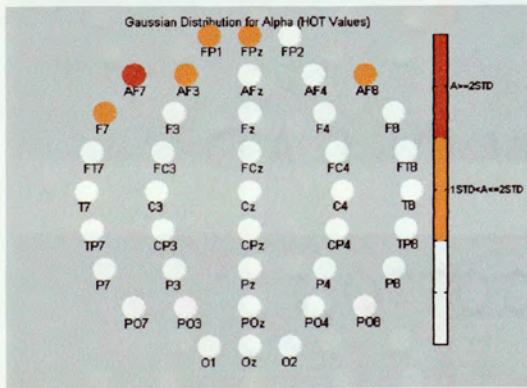 Gaussian Distribution for Alpha (HOT Values)
FP1 FPz FP2
AF7 AF3 AFz AF4 AF8
F7 F3 Fz F4 F8
FT7 FC3 FCz FC4 FT8
T7 C3 Cz C4 T8
TP7 CP3 CPz CP4 TP8
P7 P3 Pz P4 P8
PO7 PO3 POz PO4 PO8
O1 Oz O2
A>=2STD
1STD<A<=2STD